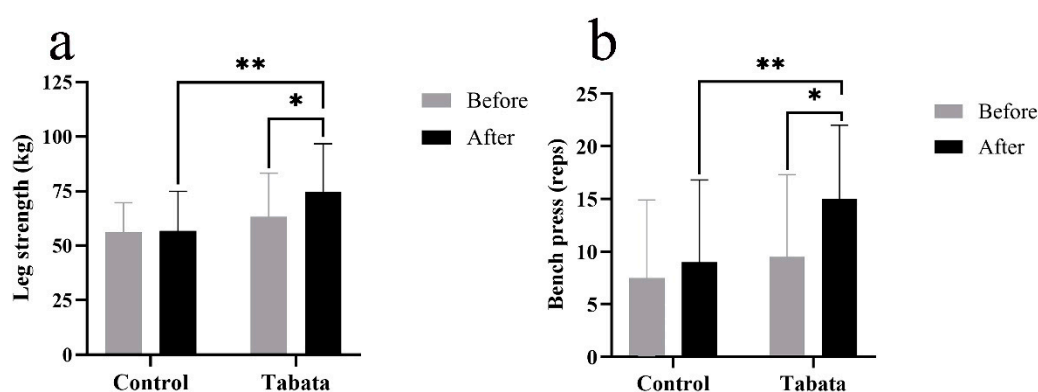 a
**
*
125
100
75
50
25
0
Leg strength (kg)
Control
Tabata
Before
After
b
**
*
25
20
15
10
5
0
Bench press (reps)
Control
Tabata
Before
After